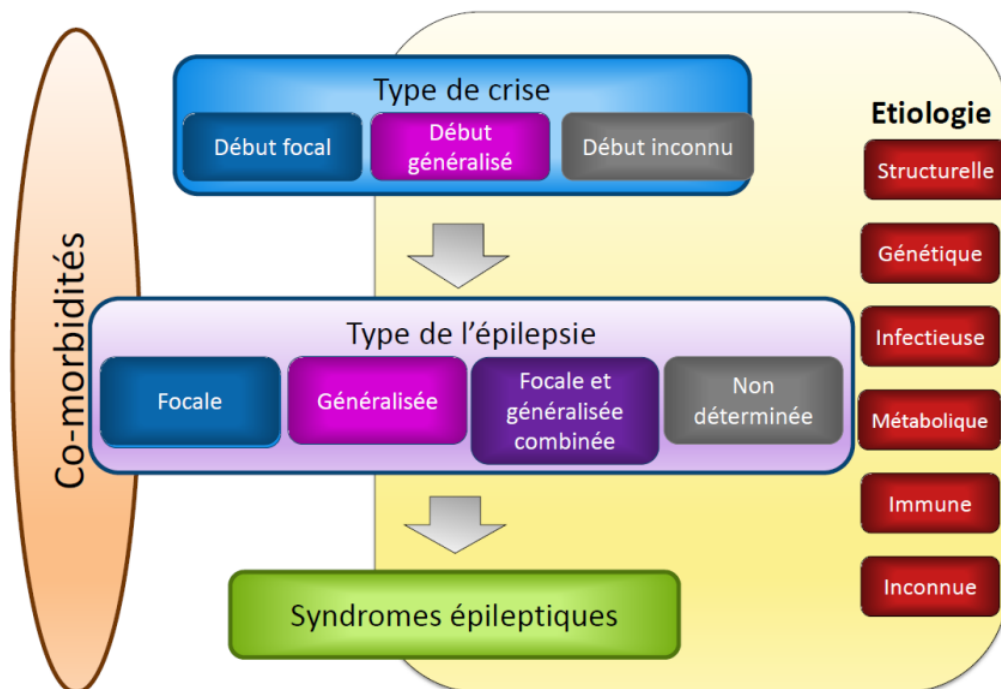 Co-morbidités
Type de crise
Début focal
Début
généralisé
Début inconnu
Type de l'épilepsie
Focale
Généralisée
Focale et
généralisée
combinée
Non
déterminée
Syndromes épileptiques
Etiologie
Structurelle
Génétique
Infectieuse
Métabolique
Immune
Inconnue